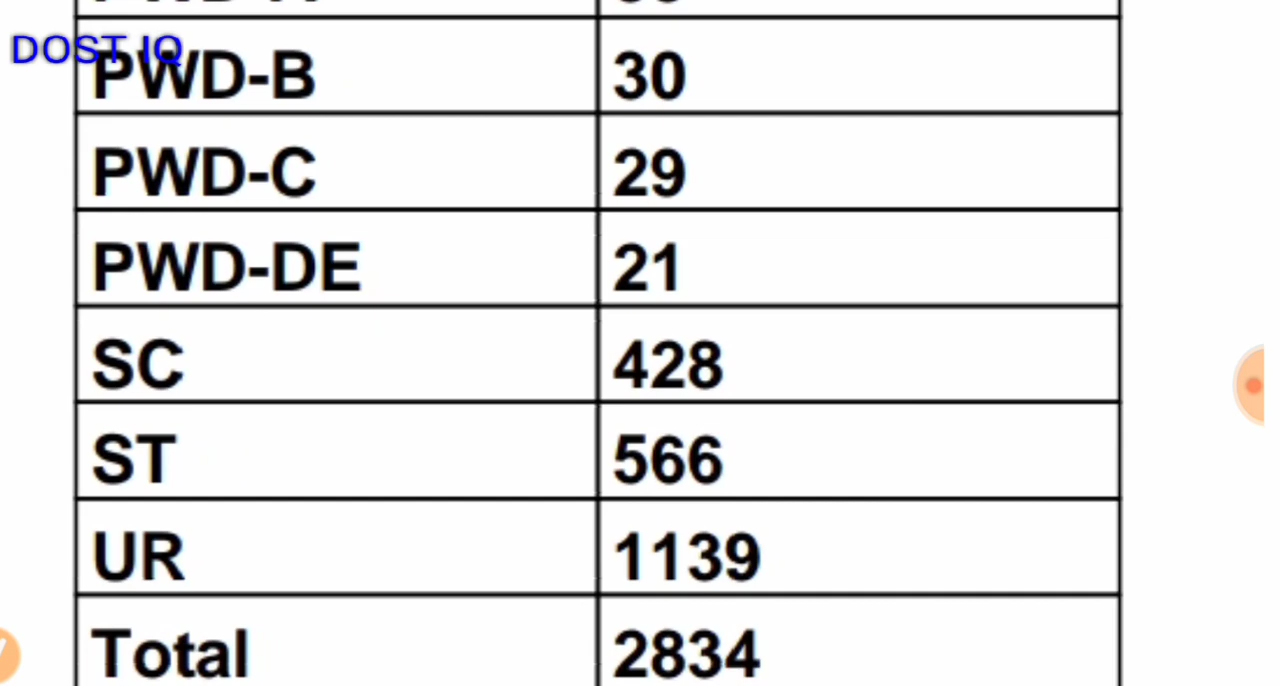 DOST IQ
PWD-B 30
PWD-C 29
PWD-DE 21
SC 428
ST 566
UR 1139
Total 2834